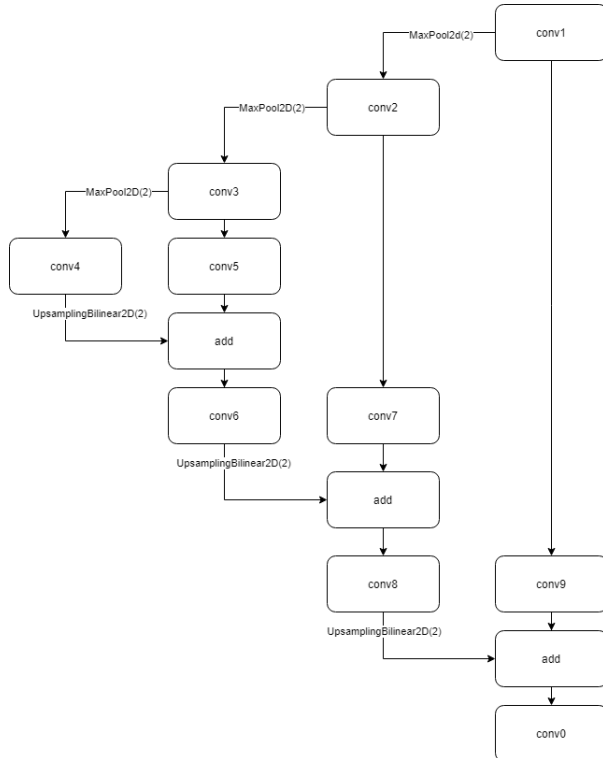 conv1
MaxPool2d(2)
conv2
MaxPool2D(2)
conv3
MaxPool2D(2)
conv4
conv5
UpsamplingBilinear2D(2)
add
conv6
conv7
UpsamplingBilinear2D(2)
add
conv8
conv9
UpsamplingBilinear2D(2)
add
conv0